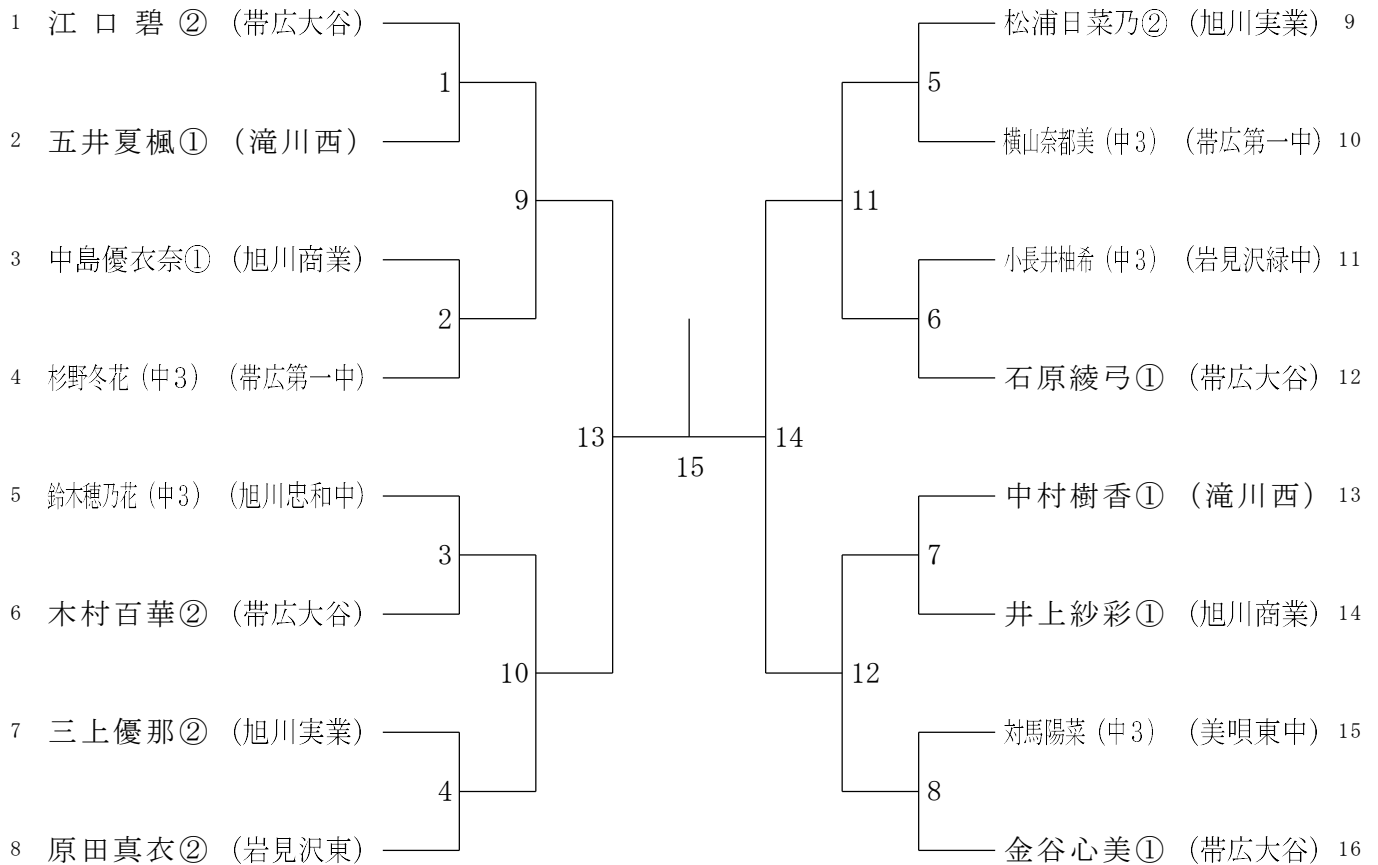 1 江口碧② (帯広大谷)
2 五井夏楓① (滝川西)
3 中島優衣奈① (旭川商業)
4 杉野冬花(中3) (帯広第一中)
5 鈴木穂乃花(中3) (旭川忠和中)
6 木村百華② (帯広大谷)
7 三上優那② (旭川実業)
8 原田真衣② (岩見沢東)
1
2
3
4
9
10
13
15
14
11
12
5
6
7
8
松浦日菜乃② (旭川実業) 9
横山奈都美(中3) (帯広第一中) 10
小長井柚希(中3) (岩見沢緑中) 11
石原綾弓① (帯広大谷) 12
中村樹香① (滝川西) 13
井上紗彩① (旭川商業) 14
対馬陽菜(中3) (美唄東中) 15
金谷心美① (帯広大谷) 16